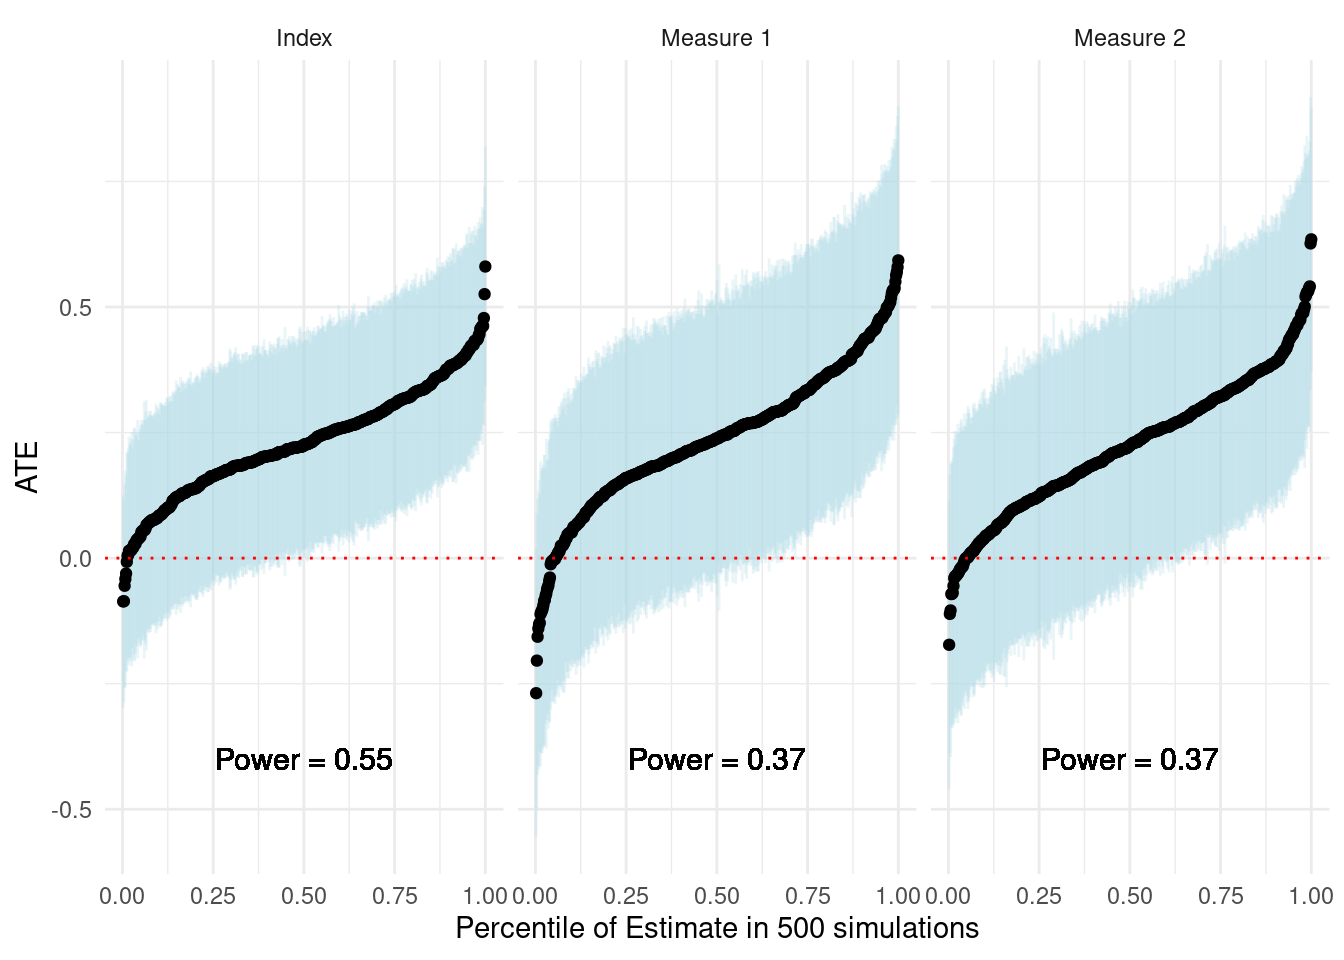 Index Measure 1 Measure 2
ATE
0.5
0.0
-0.5
Power = 0.55 Power = 0.37 Power = 0.37
0.00 0.25 0.50 0.75 1.00 0.00 0.25 0.50 0.75 1.00 0.00 0.25 0.50 0.75 1.00
Percentile of Estimate in 500 simulations